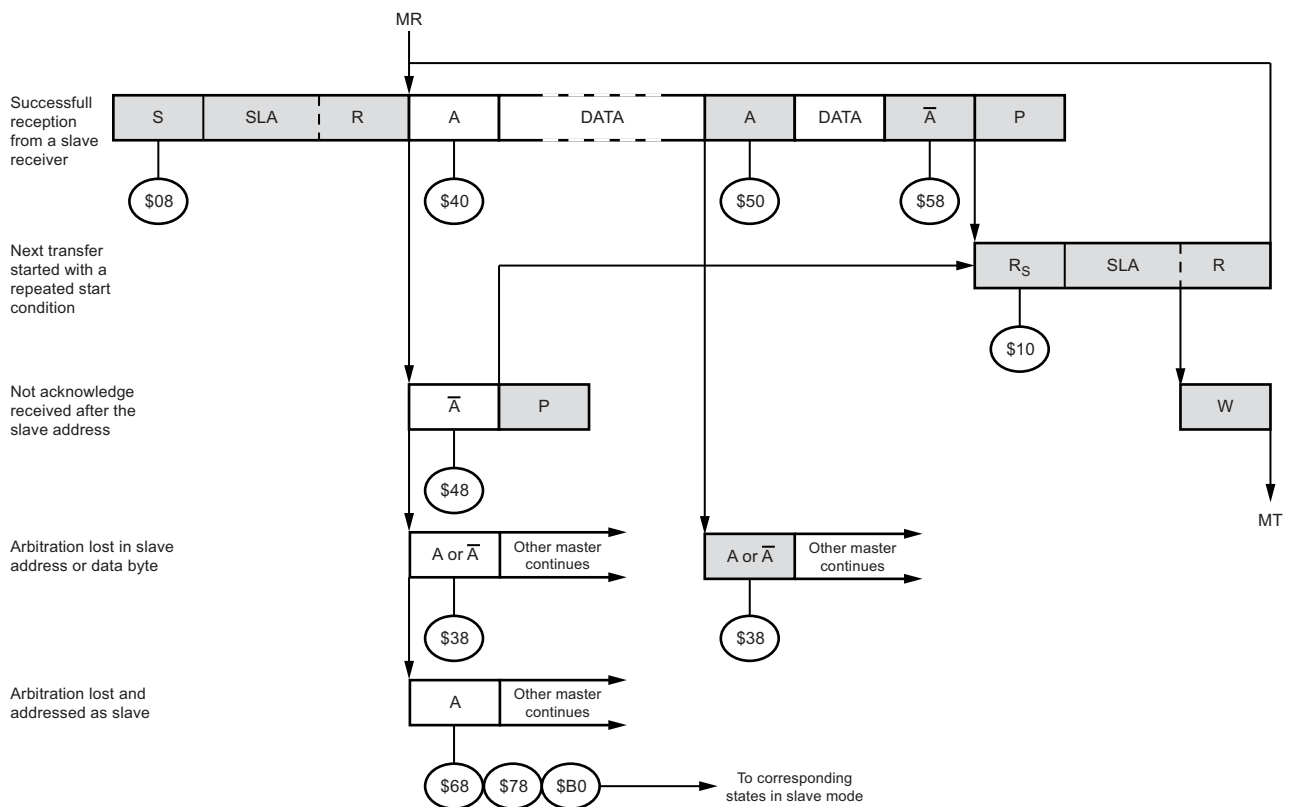 MR
Successfull
reception
from a slave
receiver
S SLA R A DATA A DATA A̅ P
$08 $40 $50 $58
Next transfer
started with a
repeated start
condition
RS SLA R
$10
Not acknowledge
received after the
slave address
A̅ P
W
$48
MT
Arbitration lost in slave
address or data byte
A or A̅
Other master
continues
A or A̅
Other master
continues
$38 $38
Arbitration lost and
addressed as slave
A
Other master
continues
$68 $78 $B0
To corresponding
states in slave mode